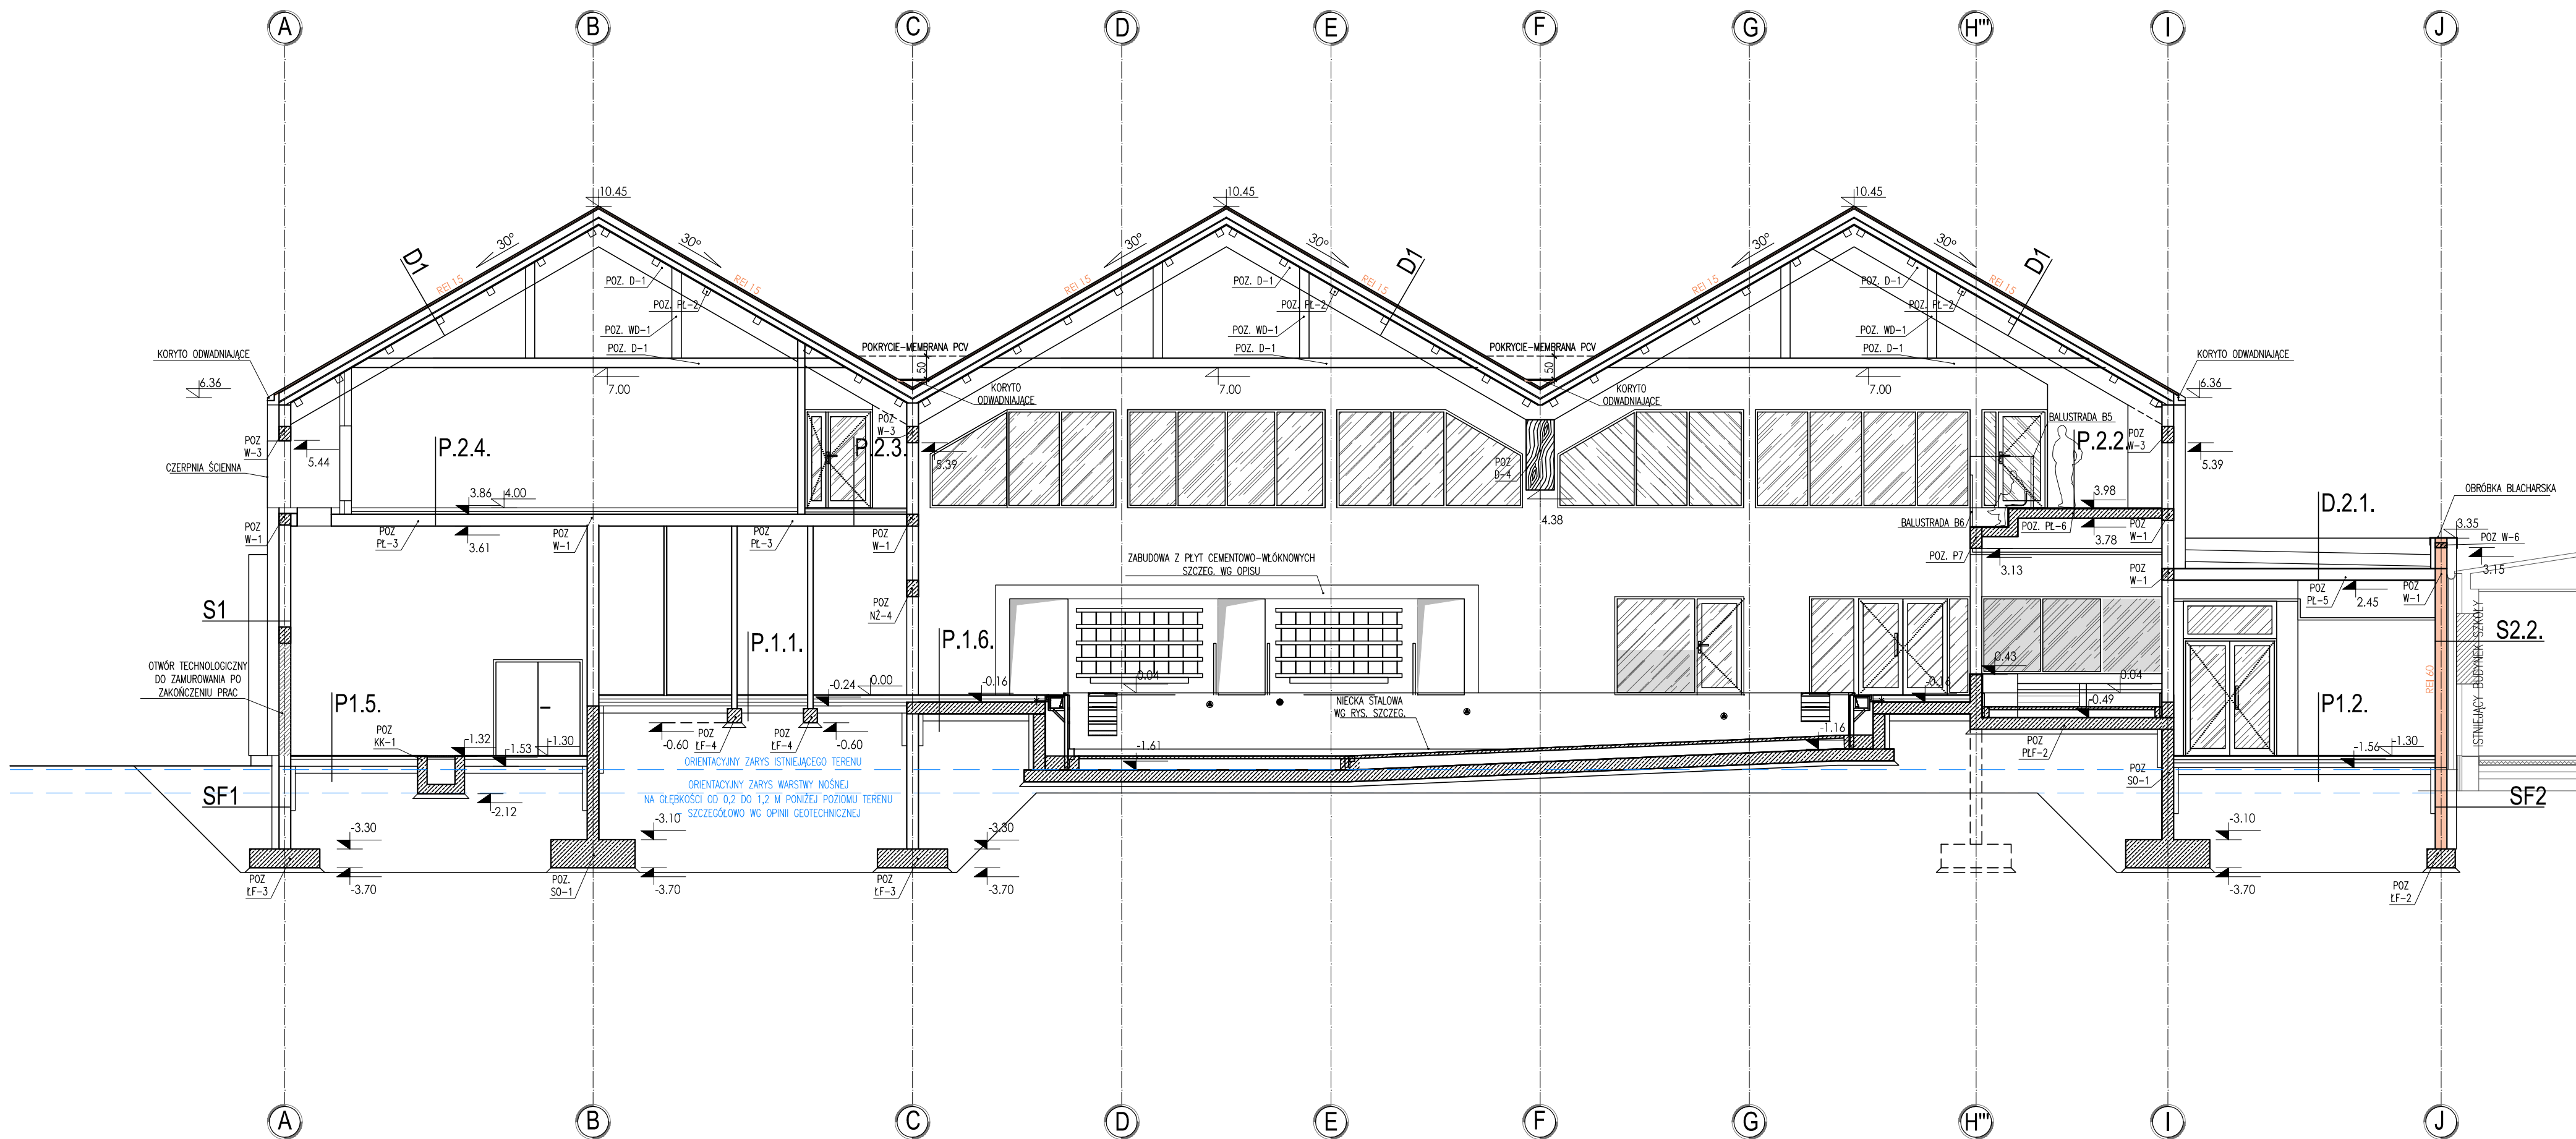 A B C D E F G H''' I J
10.45 10.45 10.45
30° 30° 30° 30° 30° 30°
D1 D1 D1
REI 15 REI 15 REI 15 REI 15 REI 15 REI 15
POZ. D-1 POZ. D-1 POZ. D-1
POZ. PŁ-2 POZ. PŁ-2 POZ. PŁ-2
POZ. WD-1 POZ. WD-1 POZ. WD-1
POZ. D-1 POZ. D-1 POZ. D-1
POKRYCIE-MEMBRANA PCV POKRYCIE-MEMBRANA PCV
50 50
KORYTO ODWADNIAJĄCE KORYTO ODWADNIAJĄCE
6.36 6.36
7.00 7.00 7.00
KORYTO
ODWADNIAJĄCE
KORYTO
ODWADNIAJĄCE
POZ
W-3
5.44
CZERPNIA ŚCIENNA
P.2.4.
POZ
W-3
P.2.3.
5.39
POZ
D-4
4.38
BALUSTRADA B5
P.2.2.
POZ
W-3
5.39
3.86 4.00
3.98
POZ
W-1
POZ
PŁ-3
3.61
POZ
W-1
POZ
PŁ-3
POZ
W-1
BALUSTRADA B6
POZ. PŁ-6
3.78
POZ
W-1
D.2.1.
OBRÓBKA BLACHARSKA
3.35
POZ W-6
3.15
ZABUDOWA Z PŁYT CEMENTOWO-WŁÓKNOWYCH
SZCZEG. WG OPISU
POZ. P7
3.13
POZ
W-1
POZ
PŁ-5
2.45
POZ
W-1
POZ
NŻ-4
S1
P.1.1.
P.1.6.
S2.2.
ISTNIEJĄCY BUDYNEK SZKOŁY
REI 60
OTWÓR TECHNOLOGICZNY
DO ZAMUROWANIA PO
ZAKOŃCZENIU PRAC
P1.5.
-0.24 0.00
-0.16
0.04
NIECKA STALOWA
WG RYS. SZCZEG.
-0.16
0.43
0.04
-0.49
P1.2.
POZ
KK-1
-1.32
-1.53
-1.30
-0.60
POZ
ŁF-4
POZ
ŁF-4
-0.60
-1.61
-1.16
POZ
PŁF-2
-1.56
-1.30
ORIENTACYJNY ZARYS ISTNIEJĄCEGO TERENU
ORIENTACYJNY ZARYS WARSTWY NOŚNEJ
NA GŁĘBKOŚCI OD 0,2 DO 1,2 M PONIŻEJ POZIOMU TERENU
SZCZEGÓŁOWO WG OPINII GEOTECHNICZNEJ
POZ
SO-1
SF1
-2.12
SF2
-3.30
-3.10
-3.30
-3.10
POZ
ŁF-3
-3.70
POZ.
SO-1
-3.70
POZ
ŁF-3
-3.70
-3.70
POZ
ŁF-2
A B C D E F G H''' I J